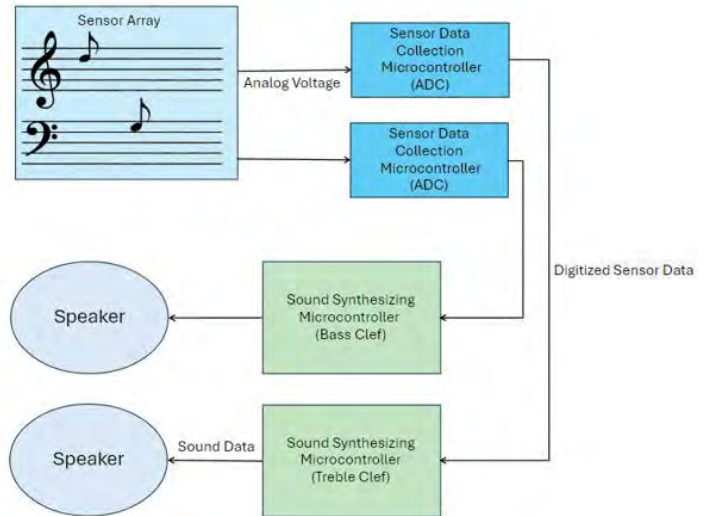 Sensor Array
Sensor Data
Collection
Microcontroller
(ADC)
Analog Voltage
Sensor Data
Collection
Microcontroller
(ADC)
Digitized Sensor Data
Speaker
Sound Synthesizing
Microcontroller
(Bass Clef)
Speaker
Sound Data
Sound Synthesizing
Microcontroller
(Treble Clef)